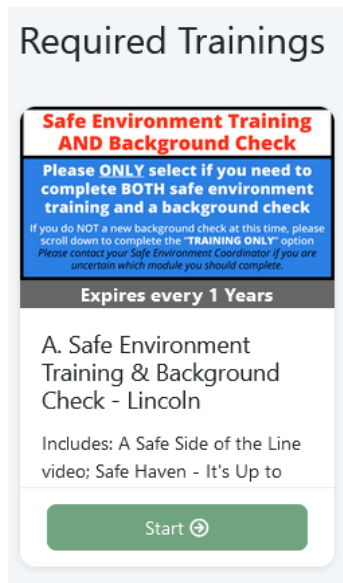 Required Trainings
Safe Environment Training
AND Background Check
Please ONLY select if you need to
complete BOTH safe environment
training and a background check
If you do NOT a new background check at this time, please
scroll down to complete the "TRAINING ONLY" option
Please contact your Safe Environment Coordinator if you are
uncertain which module you should complete.
Expires every 1 Years
A. Safe Environment
Training & Background
Check - Lincoln
Includes: A Safe Side of the Line
video; Safe Haven - It's Up to
Start